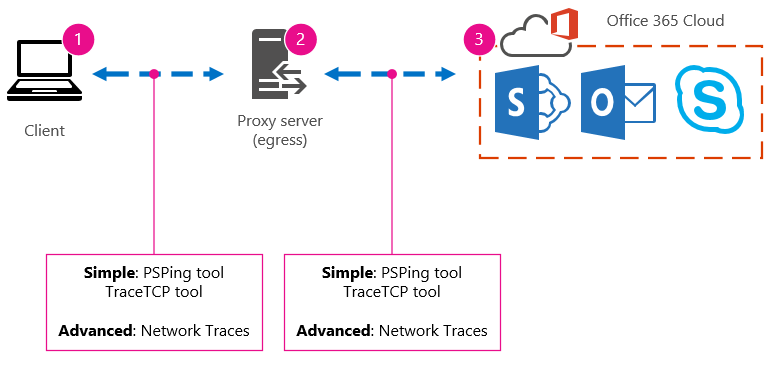 1
2
3
Office 365 Cloud
S
O
S
Client
Proxy server
(egress)
Simple: PSPing tool
TraceTCP tool
Advanced: Network Traces
Simple: PSPing tool
TraceTCP tool
Advanced: Network Traces